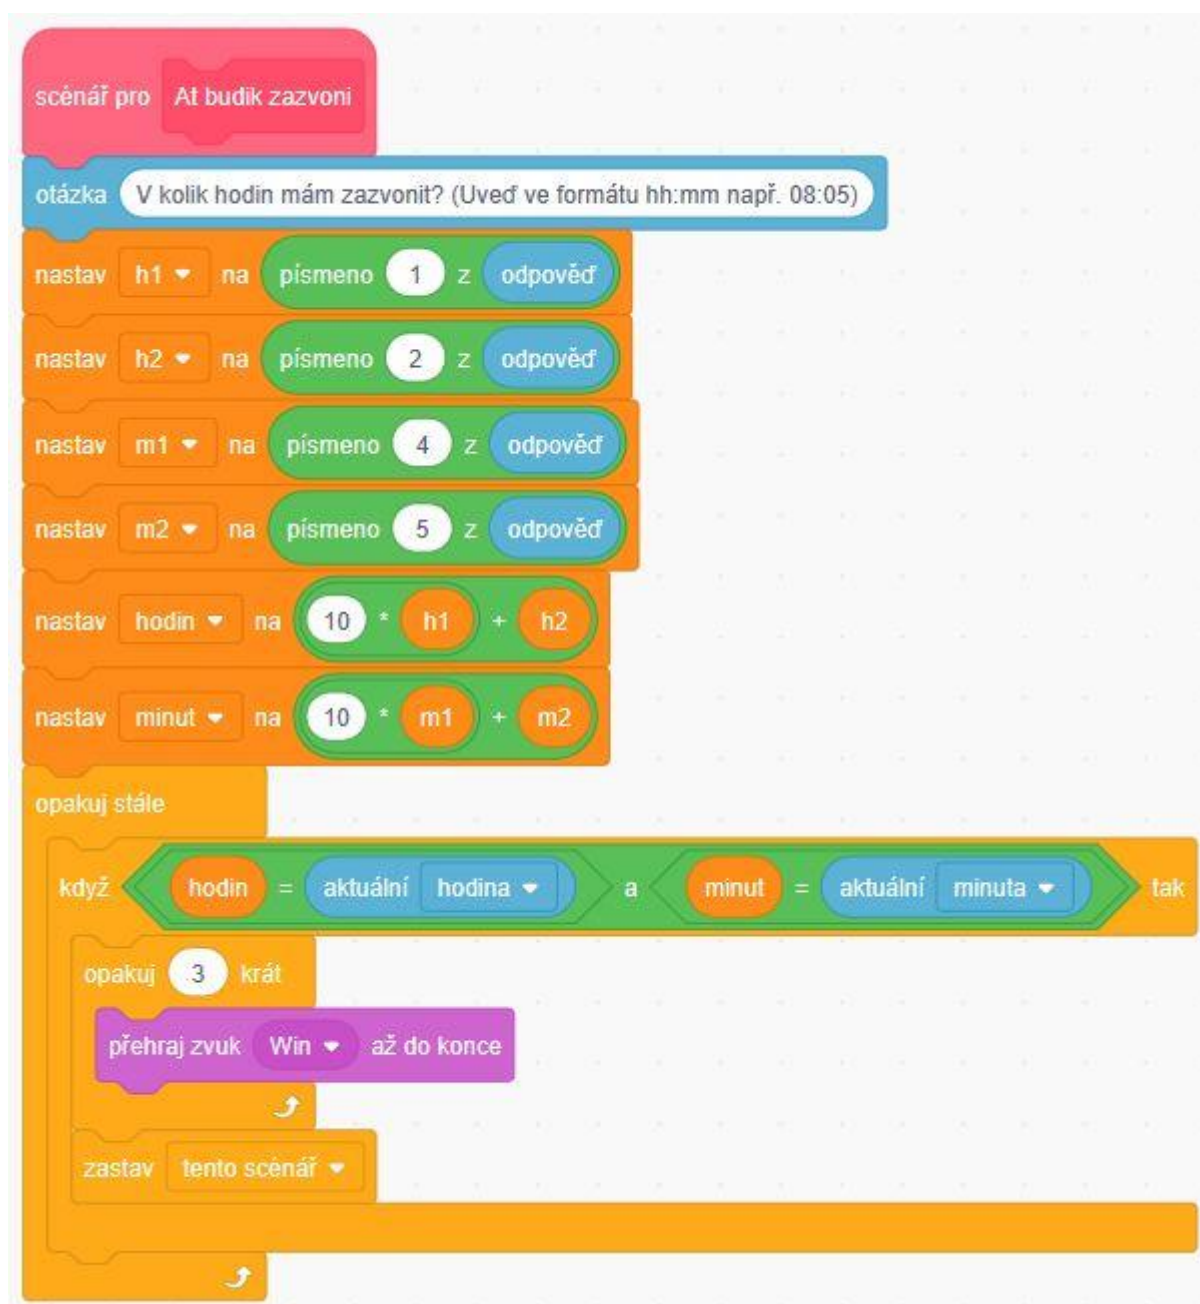 scénář pro At budik zazvoni
otázka V kolik hodin mám zazvonit? (Uveď ve formátu hh:mm např. 08:05)
nastav h1 na písmeno 1 z odpověď
nastav h2 na písmeno 2 z odpověď
nastav m1 na písmeno 4 z odpověď
nastav m2 na písmeno 5 z odpověď
nastav hodin na 10 * h1 + h2
nastav minut na 10 * m1 + m2
opakuj stále
když hodin = aktuální hodina a minut = aktuální minuta tak
opakuj 3 krát
přehraj zvuk Win až do konce
zastav tento scénář